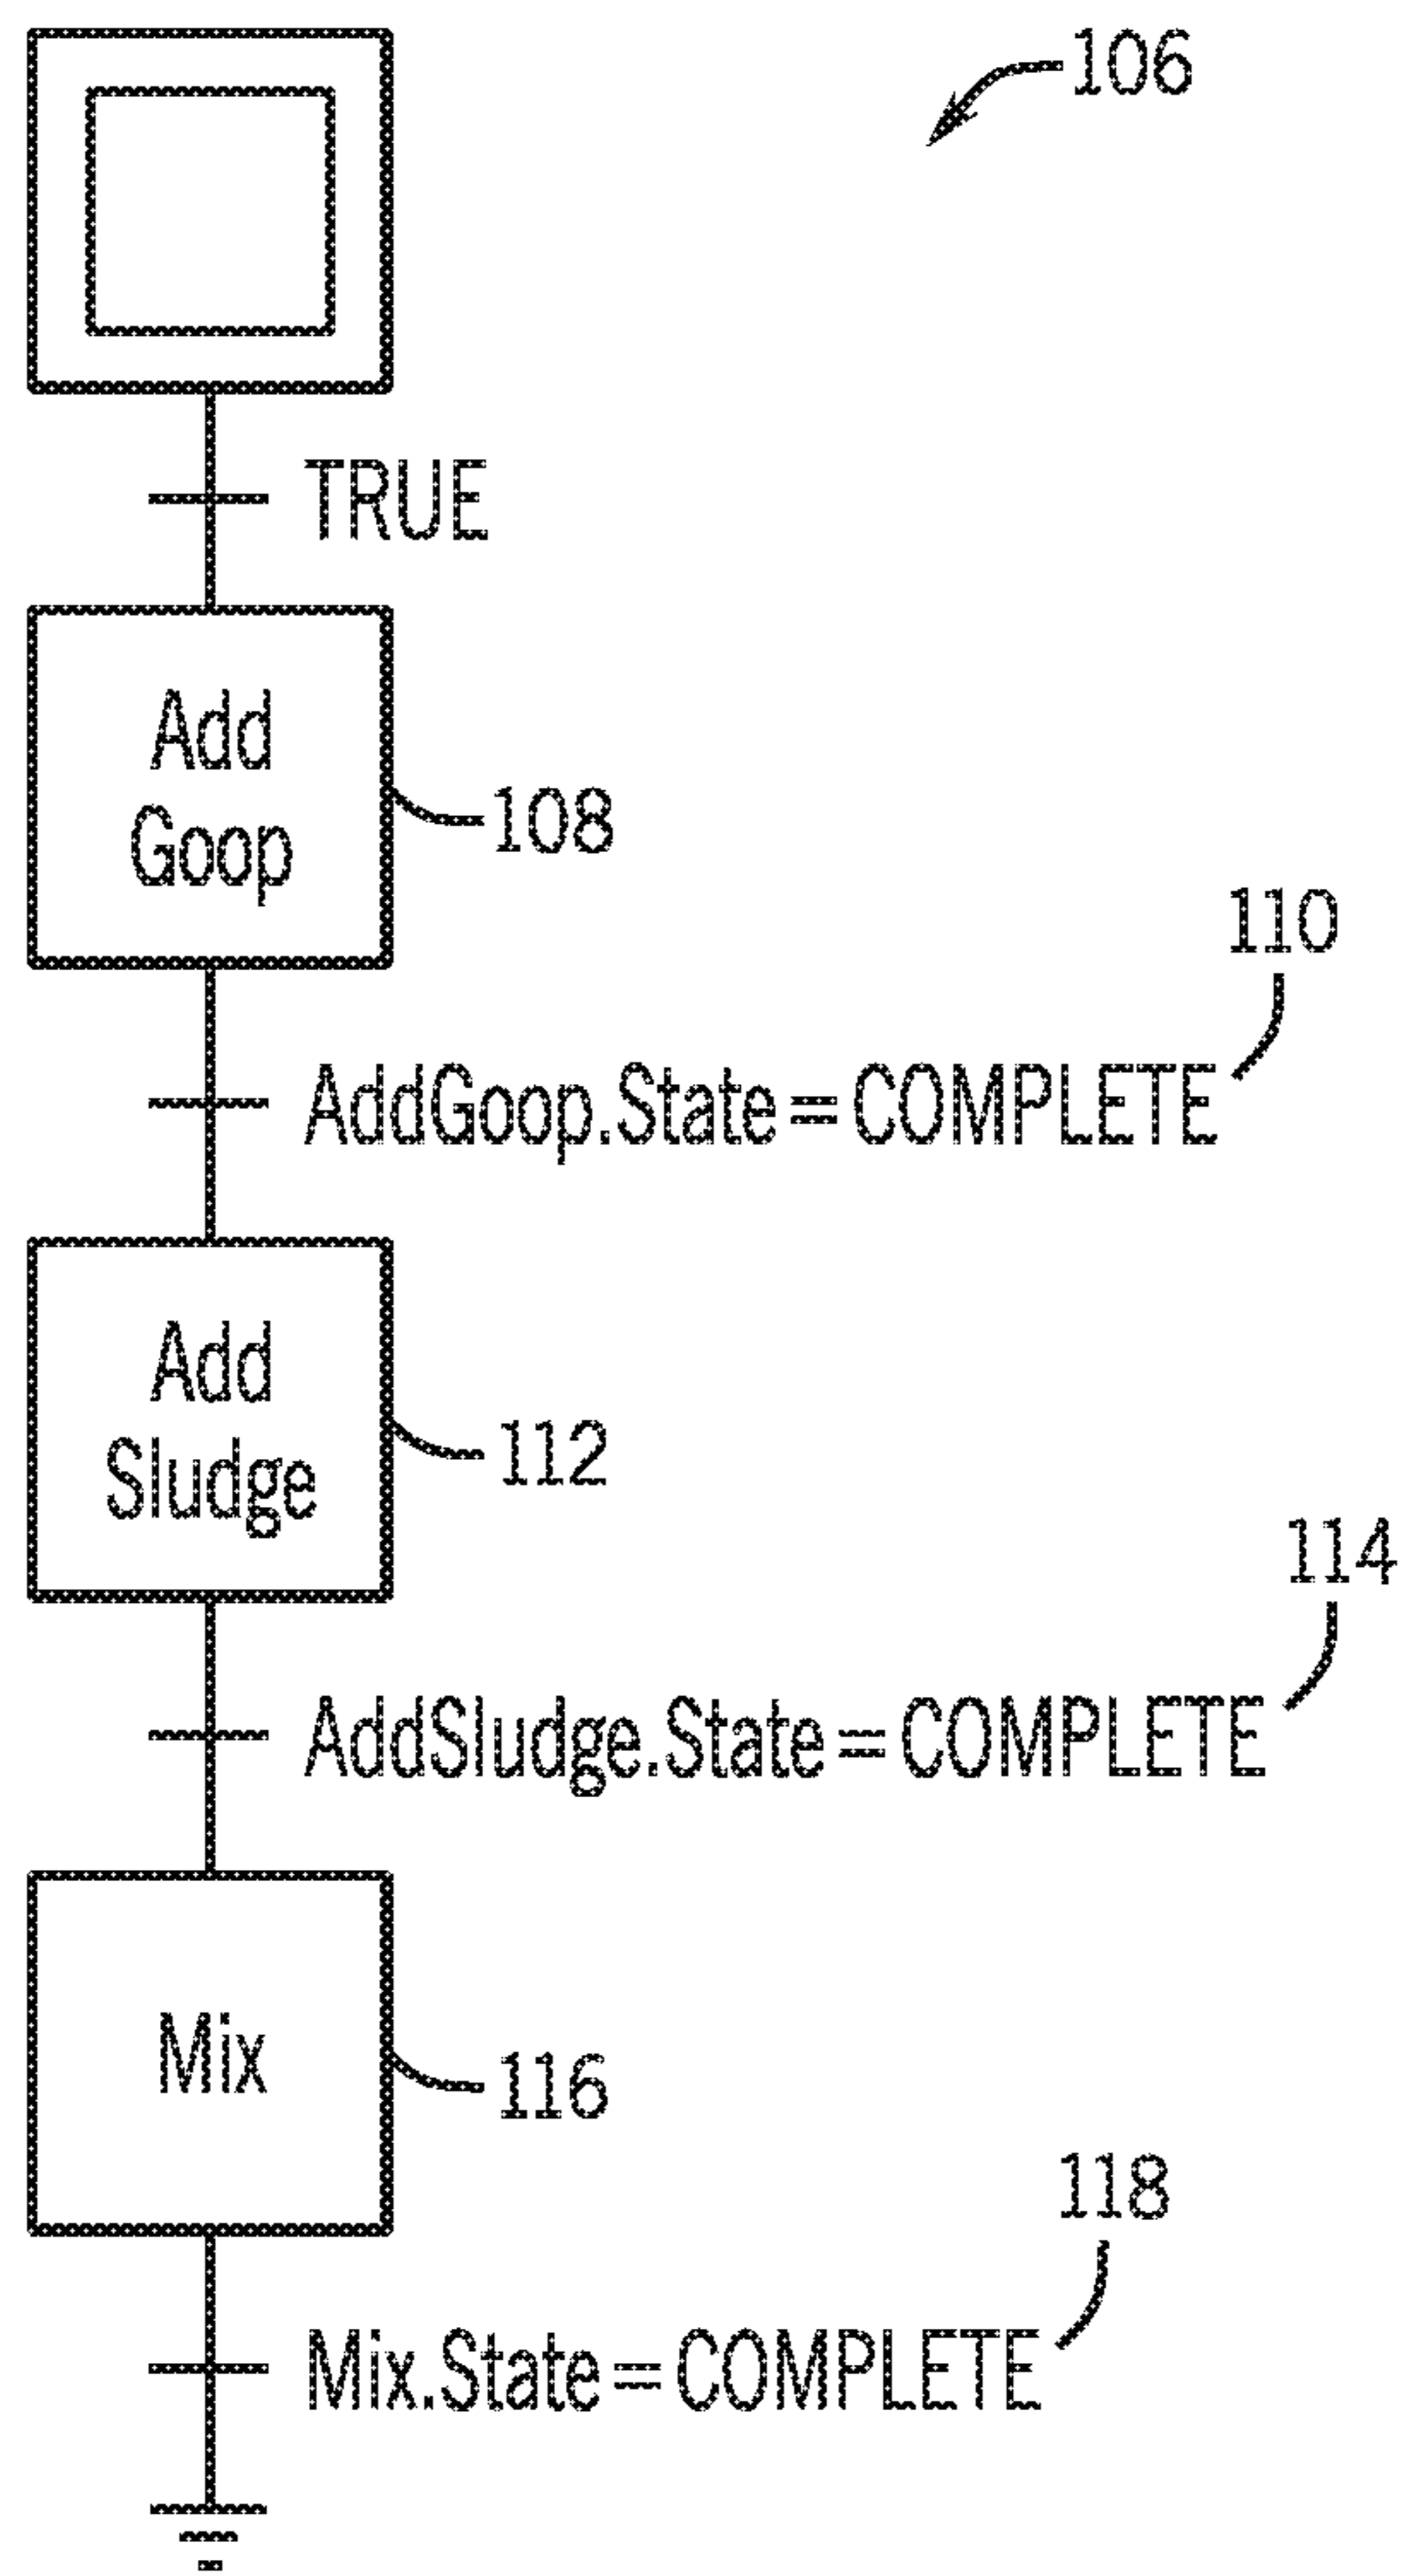 106
TRUE
Add
Goop
108
110
AddGoop.State = COMPLETE
Add
Sludge
112
114
AddSludge.State = COMPLETE
Mix
116
118
Mix.State = COMPLETE